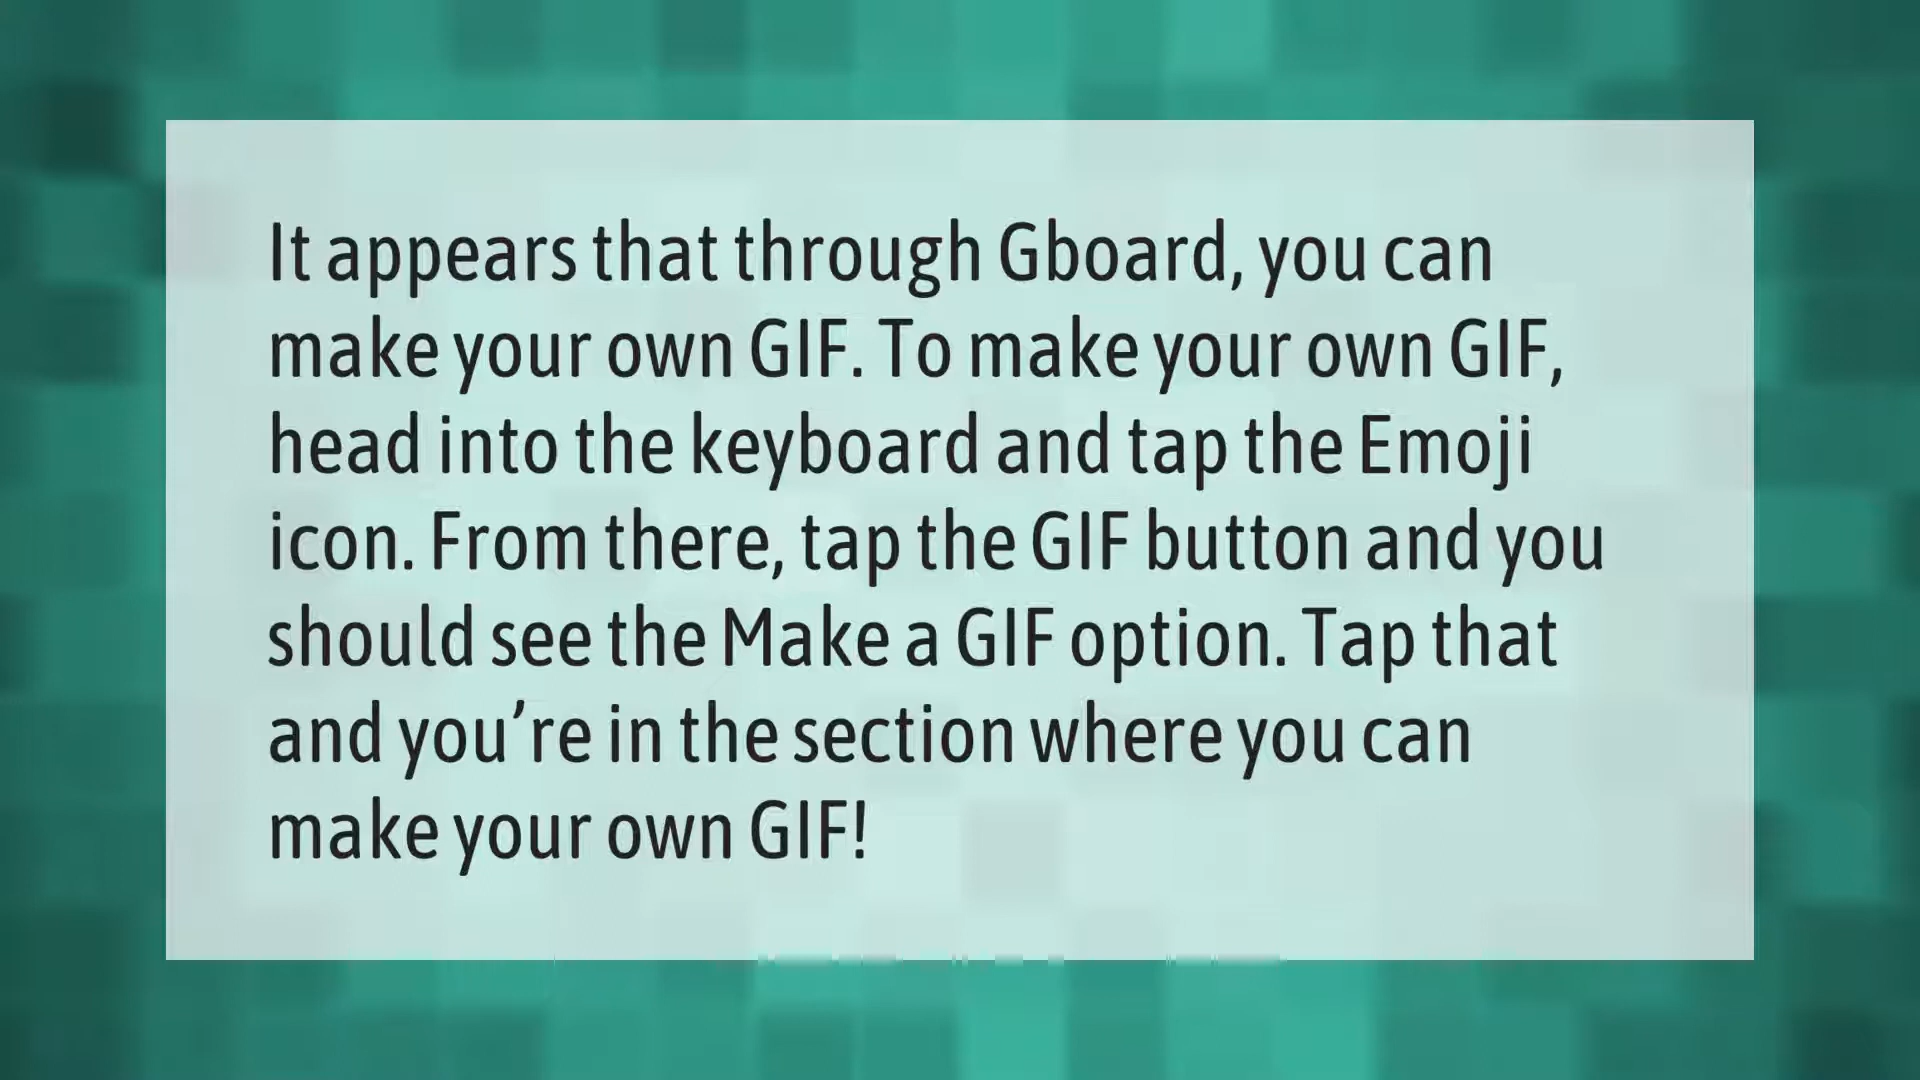 It appears that through Gboard, you can
make your own GIF. To make your own GIF,
head into the keyboard and tap the Emoji
icon. From there, tap the GIF button and you
should see the Make a GIF option. Tap that
and you’re in the section where you can
make your own GIF!